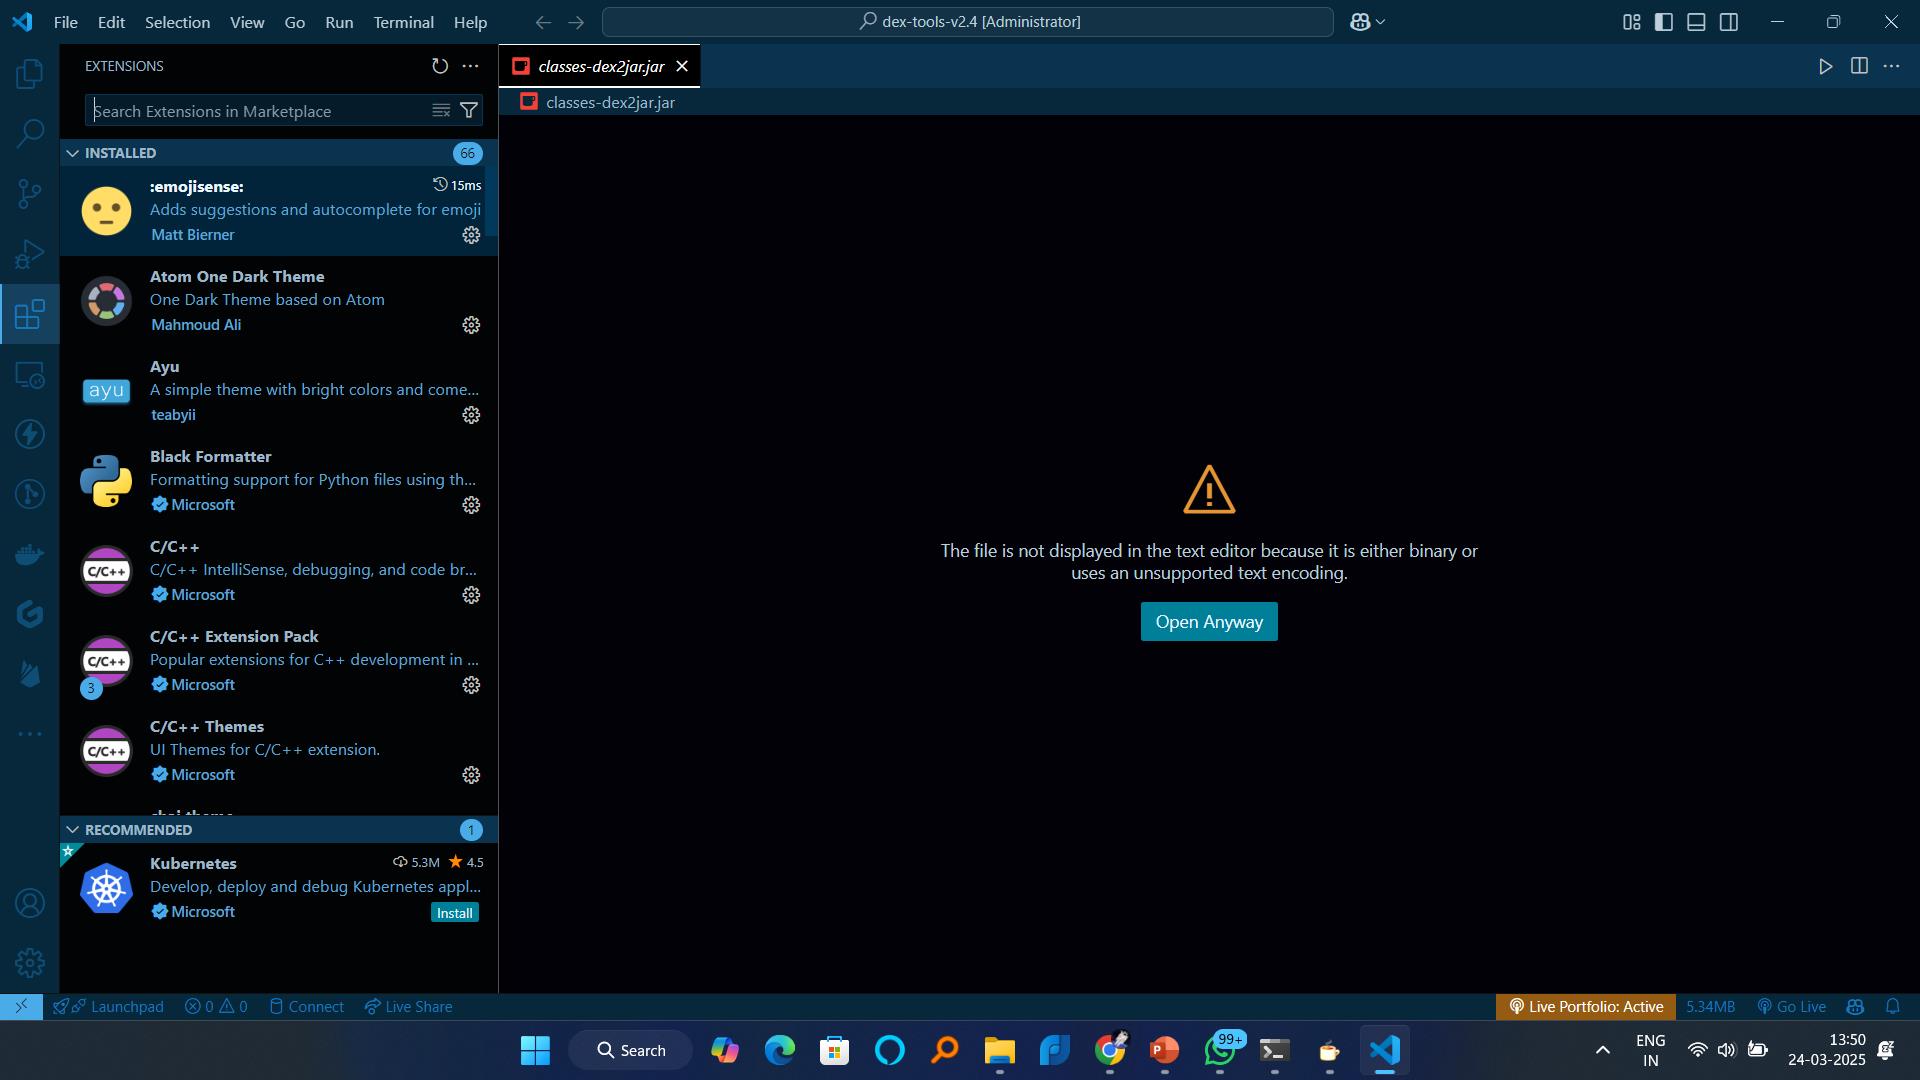 File Edit Selection View Go Run Terminal Help
dex-tools-v2.4 [Administrator]
EXTENSIONS
Search Extensions in Marketplace
INSTALLED 66
:emojisense: 15ms
Adds suggestions and autocomplete for emoji
Matt Bierner
Atom One Dark Theme
One Dark Theme based on Atom
Mahmoud Ali
ayu
Ayu
A simple theme with bright colors and come...
teabyii
Black Formatter
Formatting support for Python files using th...
Microsoft
C/C++
C/C++
C/C++ IntelliSense, debugging, and code br...
Microsoft
C/C++
3
C/C++ Extension Pack
Popular extensions for C++ development in ...
Microsoft
C/C++
C/C++ Themes
UI Themes for C/C++ extension.
Microsoft
RECOMMENDED 1
Kubernetes 5.3M 4.5
Develop, deploy and debug Kubernetes appl...
Microsoft
Install
classes-dex2jar.jar
classes-dex2jar.jar
The file is not displayed in the text editor because it is either binary or
uses an unsupported text encoding.
Open Anyway
Launchpad 0 0 Connect Live Share
Live Portfolio: Active 5.34MB Go Live
Search
99+
ENG
IN
13:50
24-03-2025